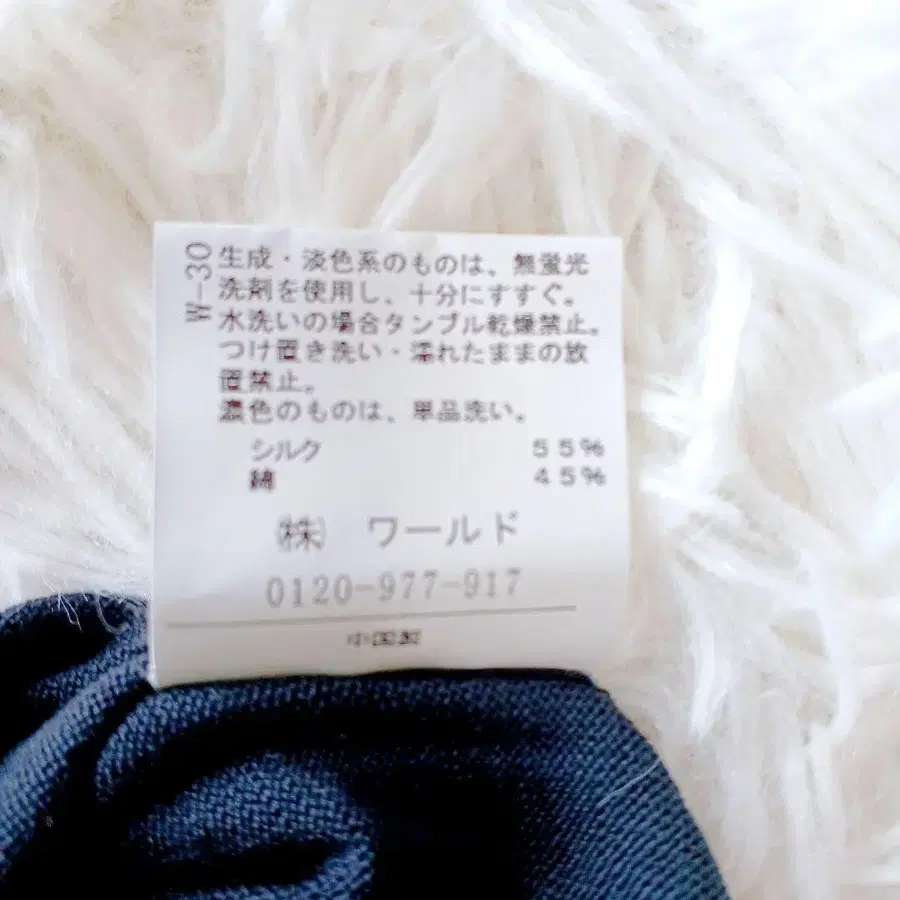 W-30
生成・淡色系のものは、無蛍光
洗剤を使用し、十分にすすぐ。
水洗いの場合タンブル乾燥禁止。
つけ置き洗い・濡れたままの放
置禁止。
濃色のものは、単品洗い。
シルク 55%
綿 45%
㈱ ワールド
0120-977-917
中国製